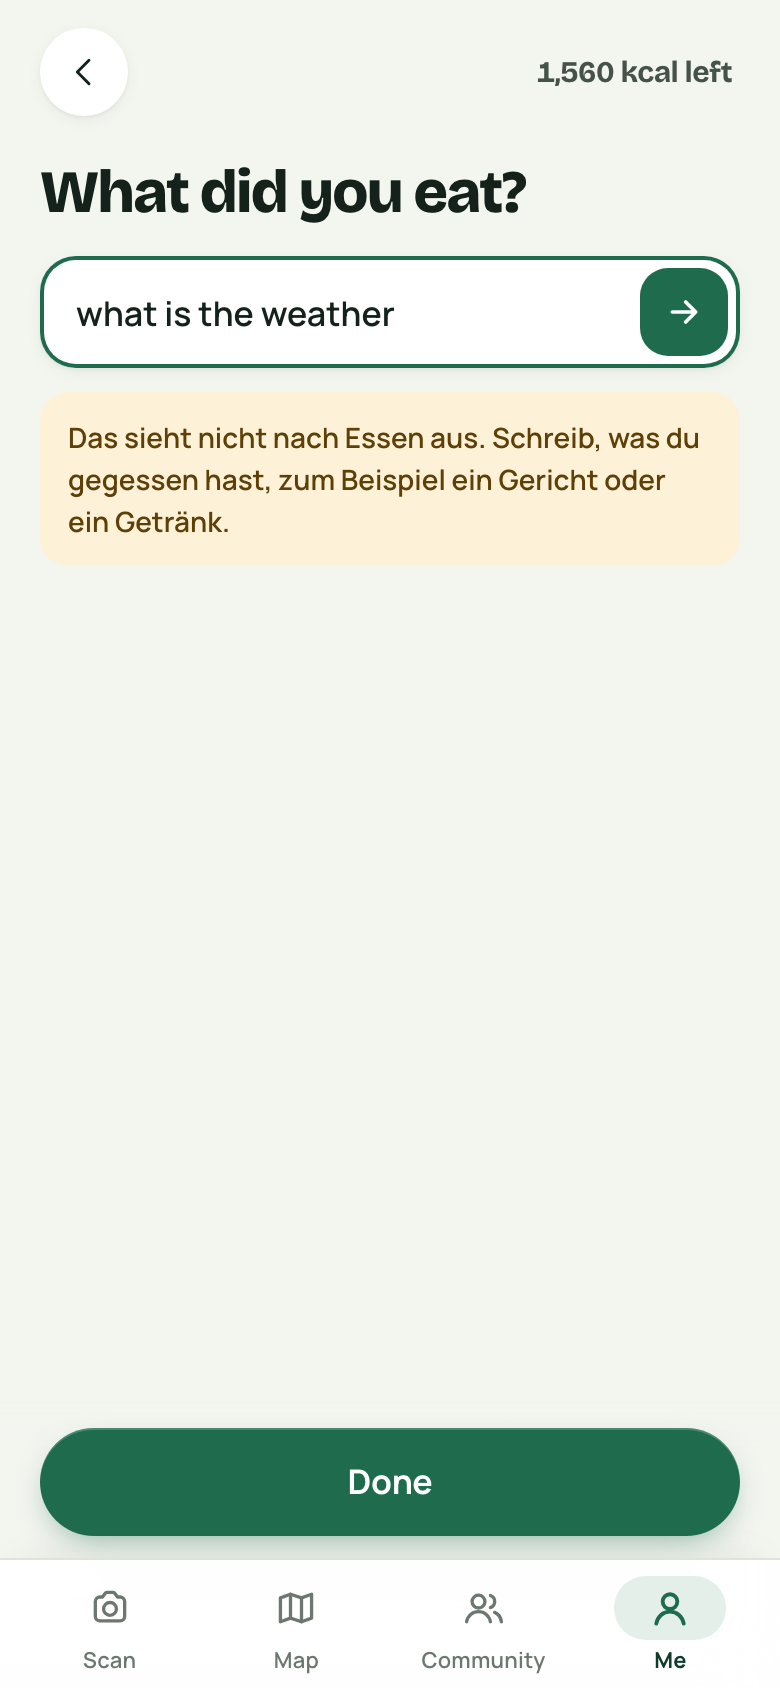 1,560 kcal left
What did you eat?
what is the weather
Das sieht nicht nach Essen aus. Schreib, was du
gegessen hast, zum Beispiel ein Gericht oder
ein Getränk.
Done
Scan
Map
Community
Me